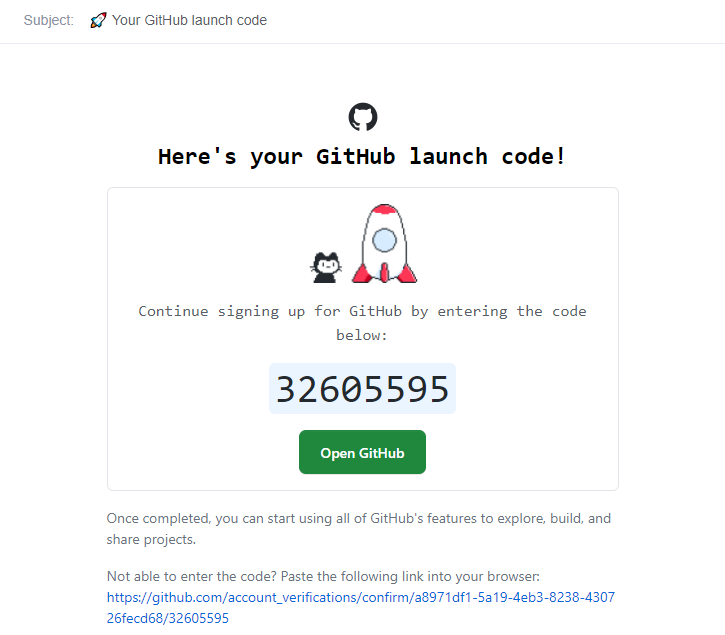 Subject: 🚀 Your GitHub launch code
Here's your GitHub launch code!
Continue signing up for GitHub by entering the code
below:
32605595
Open GitHub
Once completed, you can start using all of GitHub's features to explore, build, and
share projects.
Not able to enter the code? Paste the following link into your browser:
https://github.com/account_verifications/confirm/a8971df1-5a19-4eb3-8238-4307
26fecd68/32605595